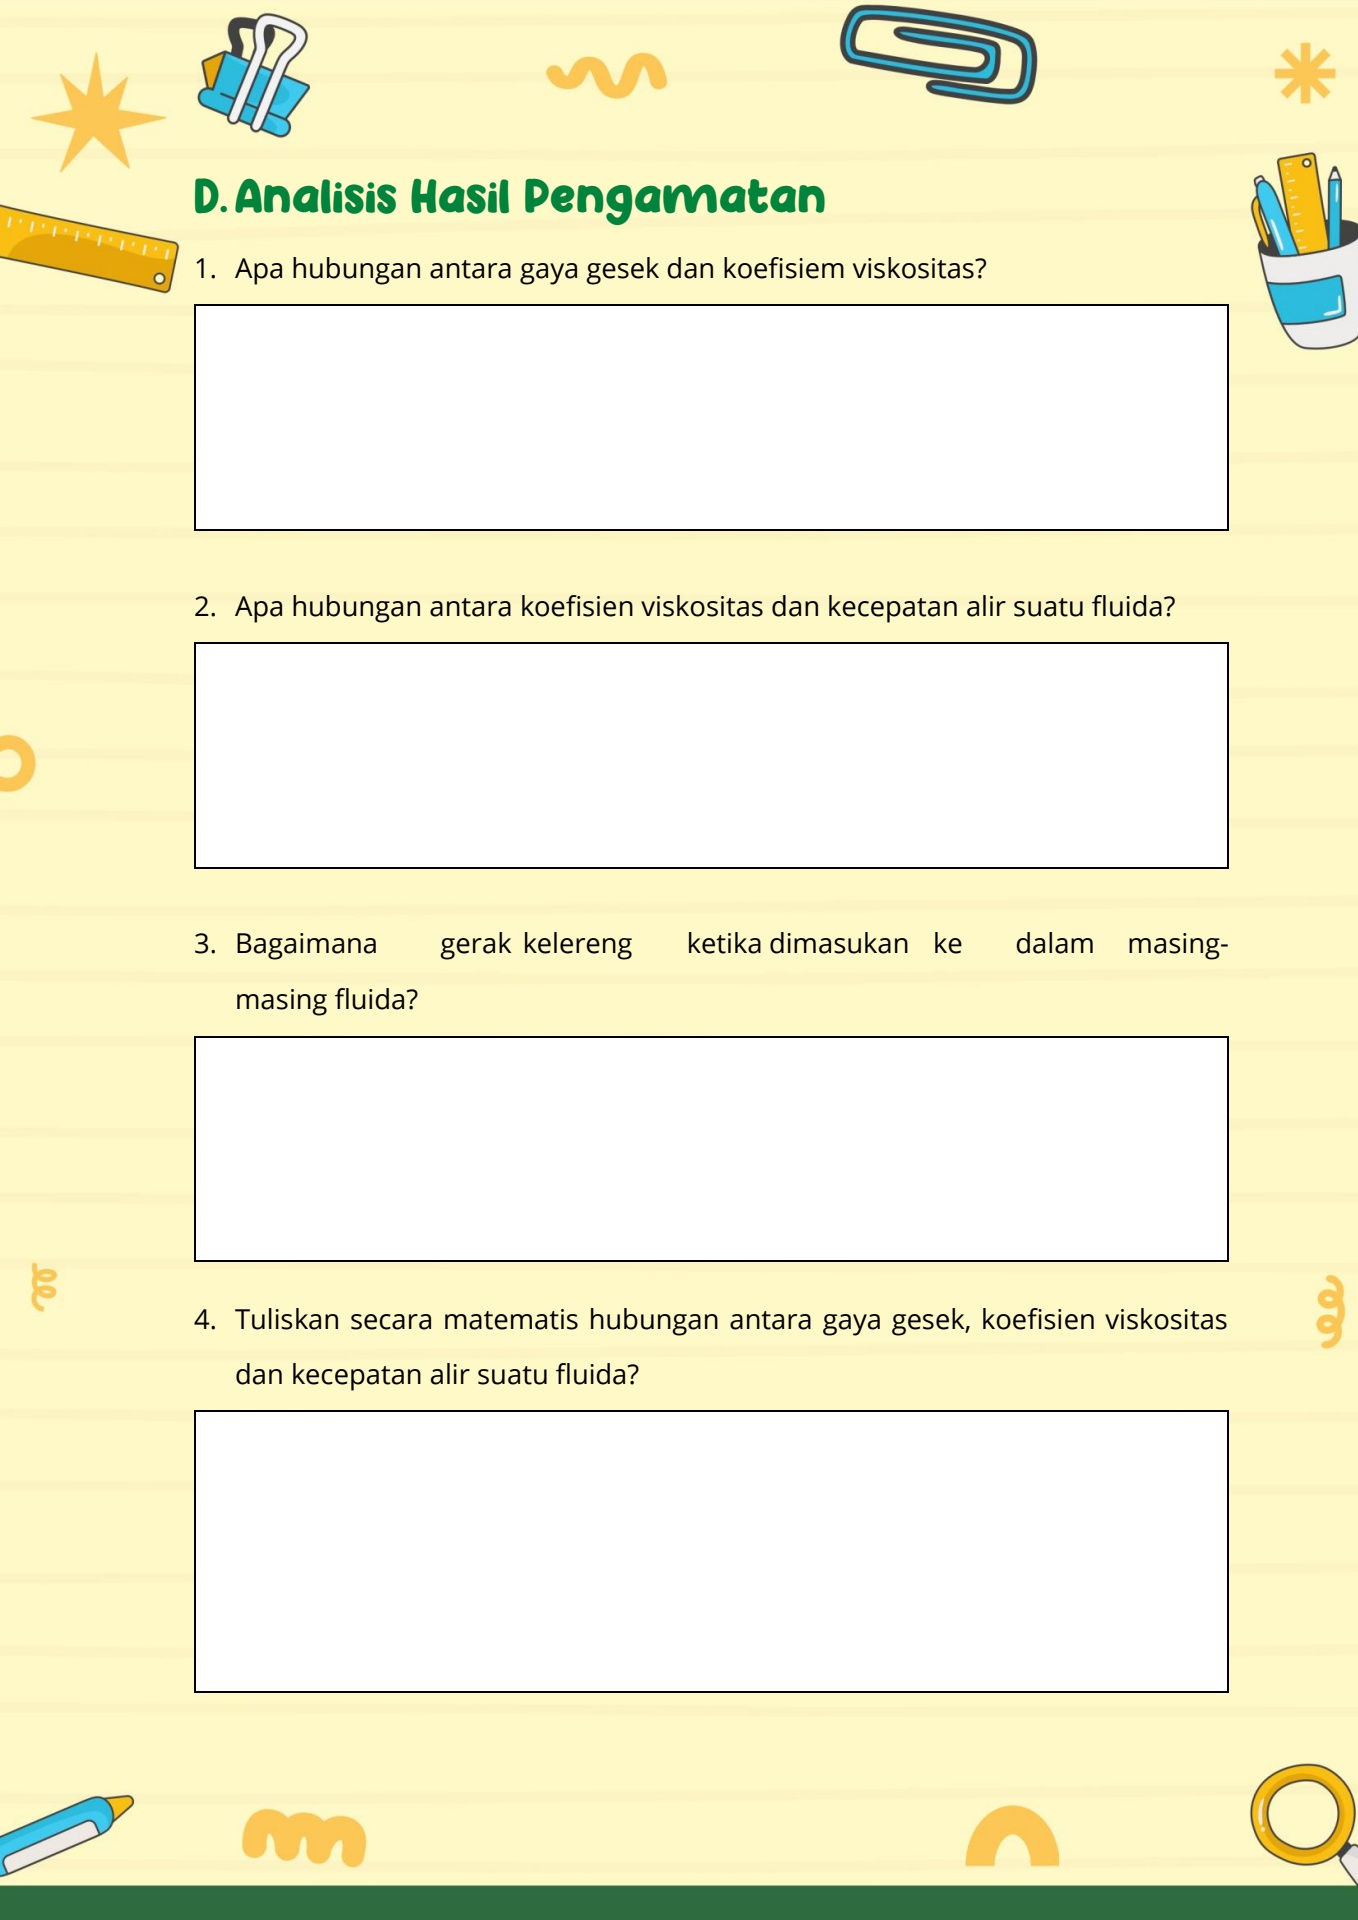 D. Analisis Hasil Pengamatan
1. Apa hubungan antara gaya gesek dan koefisiem viskositas?
2. Apa hubungan antara koefisien viskositas dan kecepatan alir suatu fluida?
3. Bagaimana gerak kelereng ketika dimasukan ke dalam masing-
masing fluida?
4. Tuliskan secara matematis hubungan antara gaya gesek, koefisien viskositas
dan kecepatan alir suatu fluida?